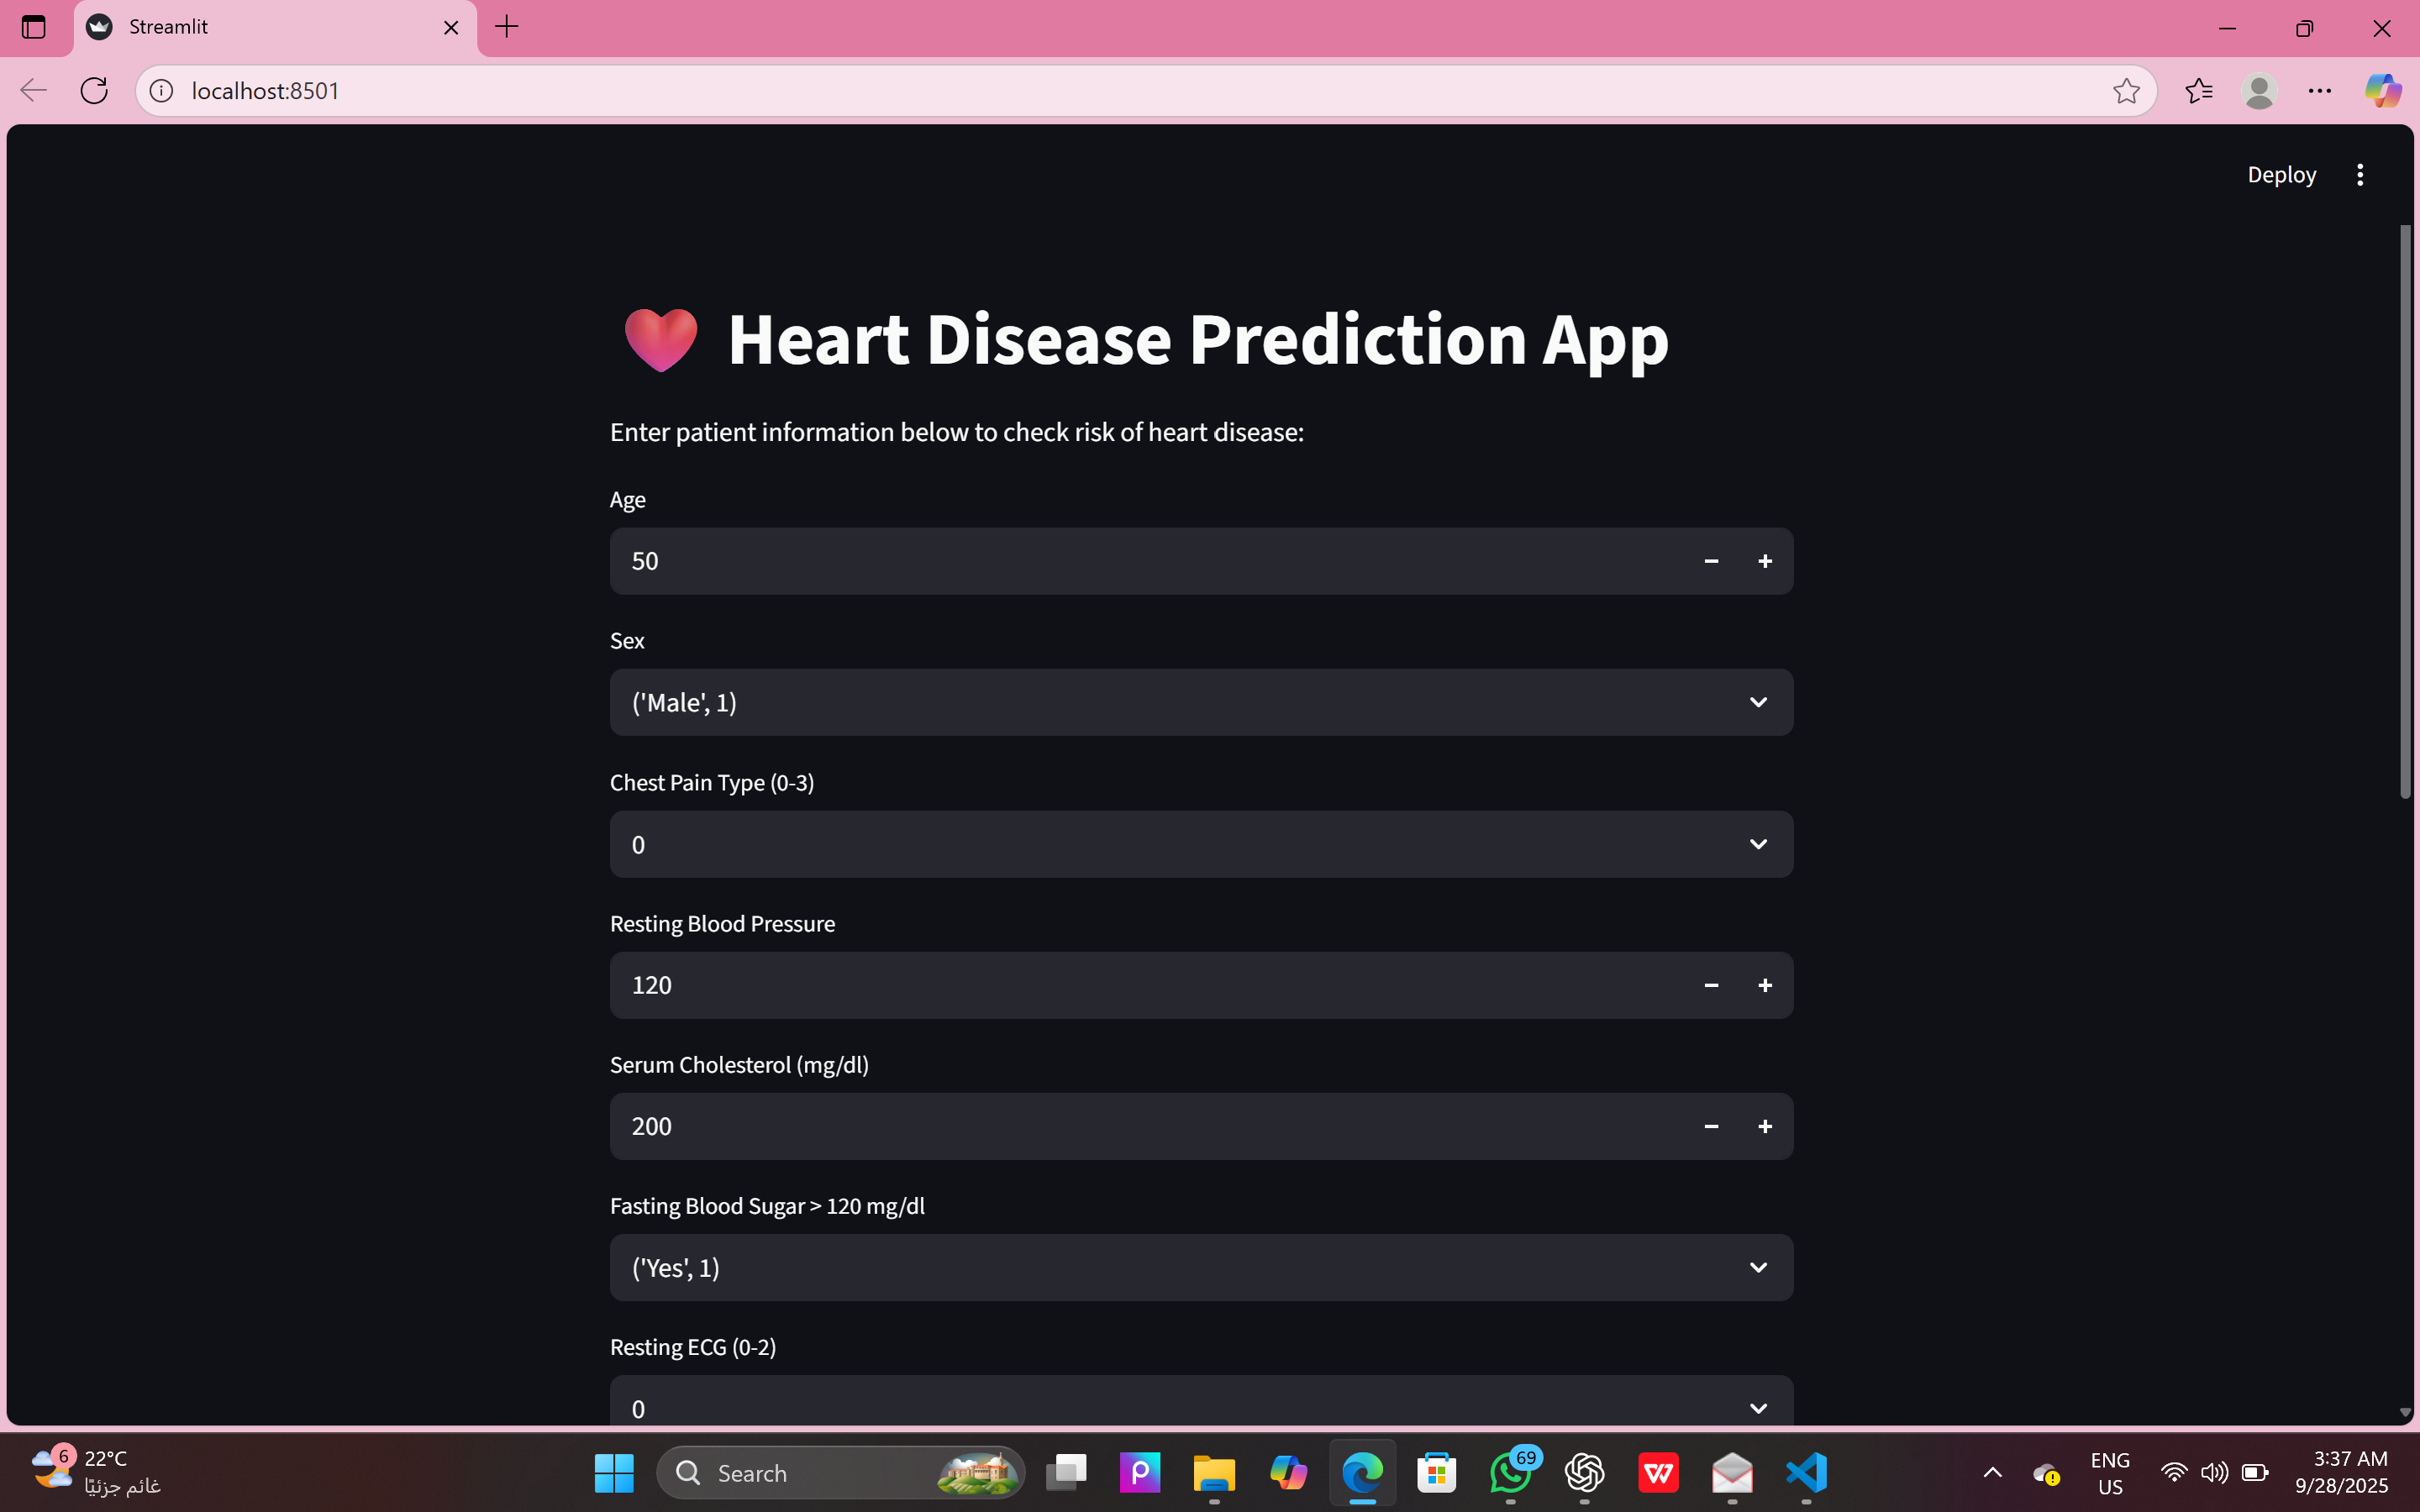 Streamlit
localhost:8501
Deploy
Heart Disease Prediction App
Enter patient information below to check risk of heart disease:
Age
50
Sex
('Male', 1)
Chest Pain Type (0-3)
0
Resting Blood Pressure
120
Serum Cholesterol (mg/dl)
200
Fasting Blood Sugar > 120 mg/dl
('Yes', 1)
Resting ECG (0-2)
0
6
22°C
غائم جزئيًا
Search
P
69
W
ENG
US
3:37 AM
9/28/2025